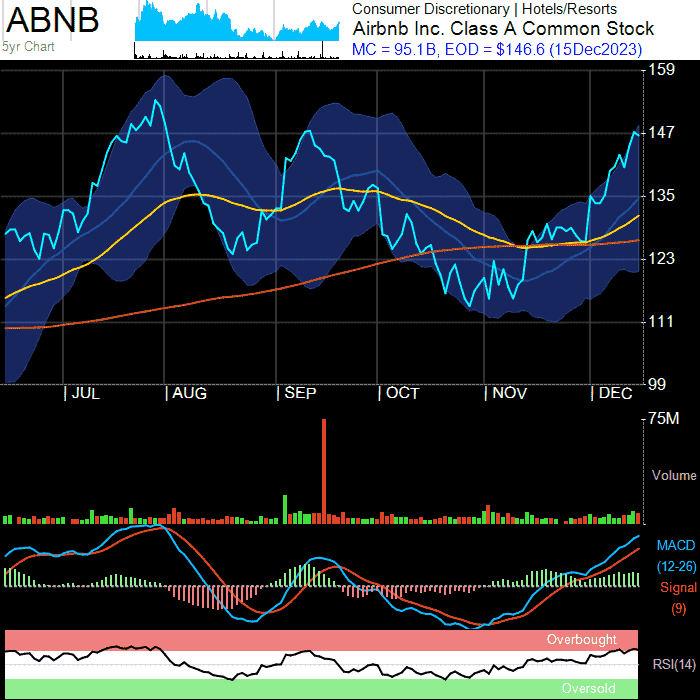 ABNB
5yr Chart
Consumer Discretionary | Hotels/Resorts
Airbnb Inc. Class A Common Stock
MC = 95.1B, EOD = $146.6 (15Dec2023)
159
147
135
123
111
99
| JUL | AUG | SEP | OCT | NOV | DEC
75M
Volume
MACD
(12-26)
Signal
(9)
Overbought
RSI(14)
Oversold